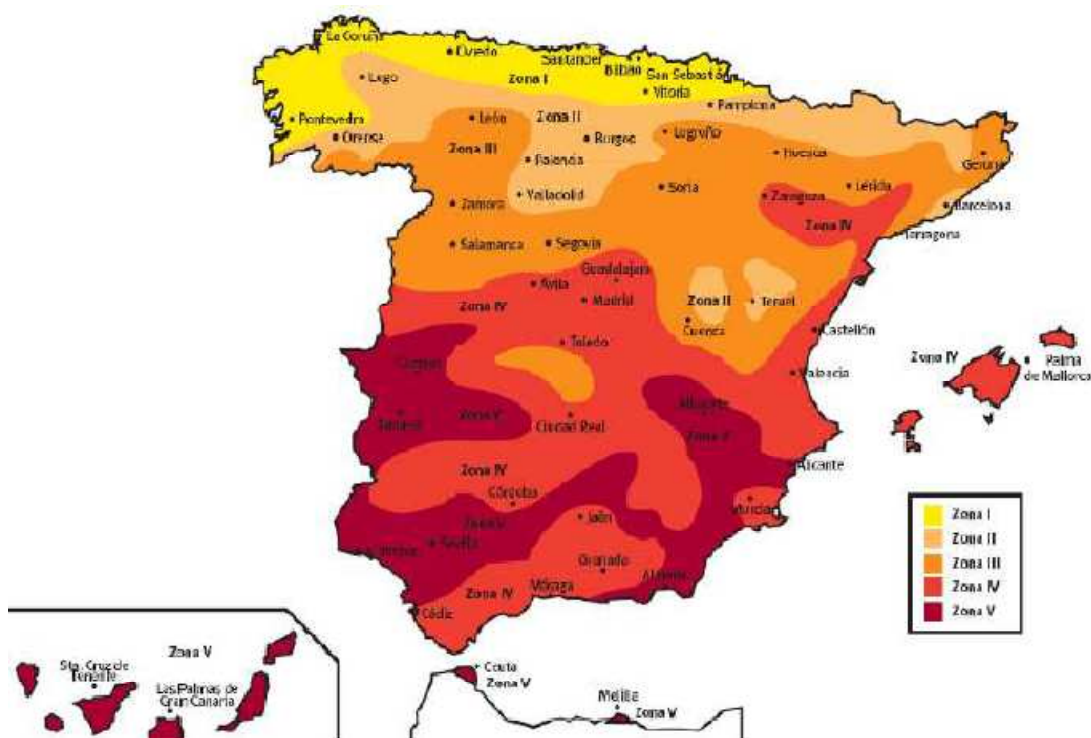 La Coruña
Oviedo
Santander
Bilbao
San Sebastián
Zona I
Lugo
Vitoria
Pamplona
Pontevedra
Orense
León
Zona II
Burgos
Logroño
Zona III
Palencia
Huesca
Gerona
Valladolid
Soria
Zaragoza
Lérida
Zamora
Barcelona
Zona IV
Tarragona
Salamanca
Segovia
Guadalajara
Ávila
Madrid
Zona II
Teruel
Zona IV
Cuenca
Castellón
Toledo
Zona IV
Palma
de Mallorca
Valencia
Zona V
Ciudad Real
Zona V
Zona IV
Alicante
Córdoba
Murcia
Jaén
Sevilla
Granada
Zona IV
Málaga
Almería
Cádiz
Zona I
Zona II
Zona III
Zona IV
Zona V
Zona V
Sta. Cruz de
Tenerife
Las Palmas de
Gran Canaria
Ceuta
Zona V
Melilla
Zona V